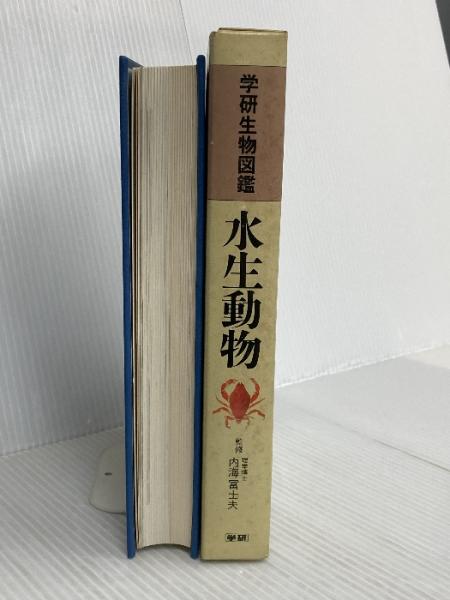 学研生物図鑑
水生動物
監修
理学博士
内海冨士夫
学研